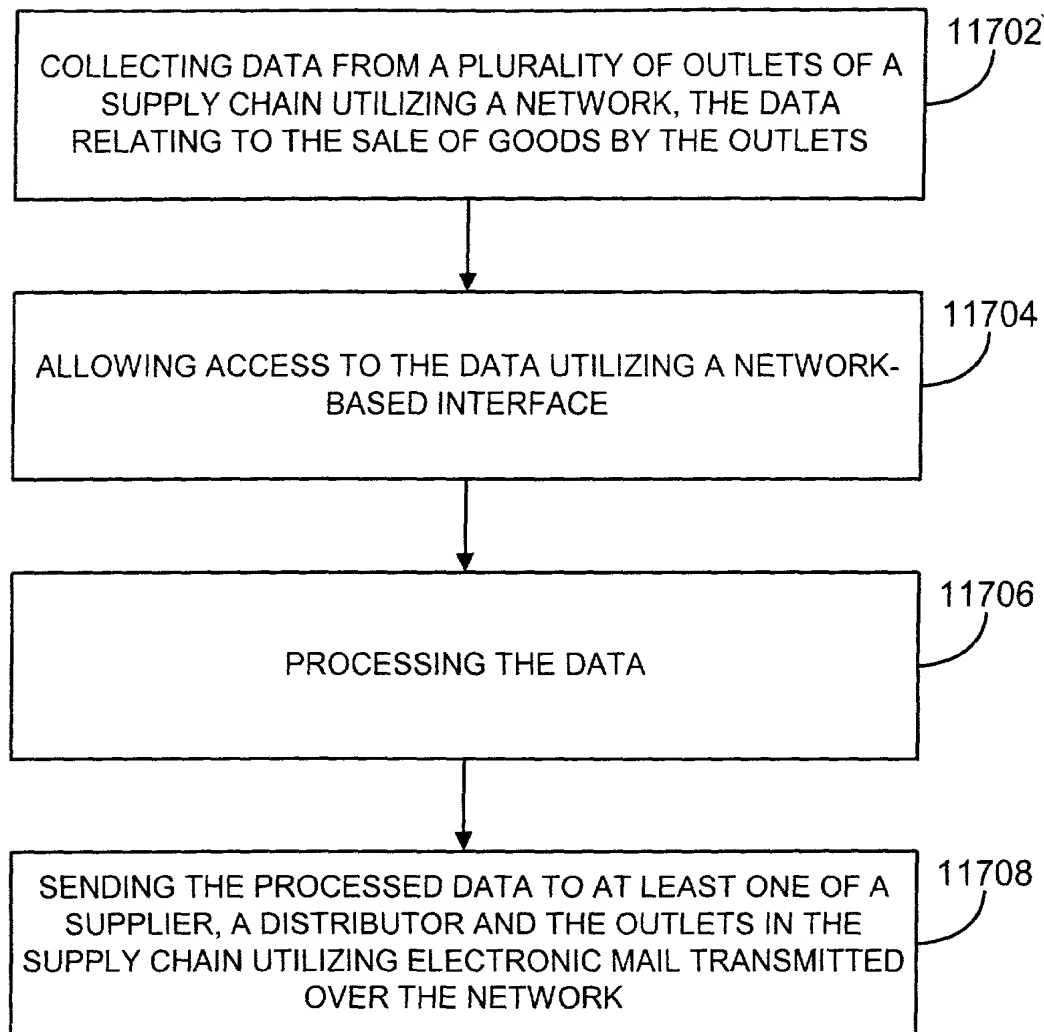 11702
COLLECTING DATA FROM A PLURALITY OF OUTLETS OF A
SUPPLY CHAIN UTILIZING A NETWORK, THE DATA
RELATING TO THE SALE OF GOODS BY THE OUTLETS
11704
ALLOWING ACCESS TO THE DATA UTILIZING A NETWORK-
BASED INTERFACE
11706
PROCESSING THE DATA
11708
SENDING THE PROCESSED DATA TO AT LEAST ONE OF A
SUPPLIER, A DISTRIBUTOR AND THE OUTLETS IN THE
SUPPLY CHAIN UTILIZING ELECTRONIC MAIL TRANSMITTED
OVER THE NETWORK